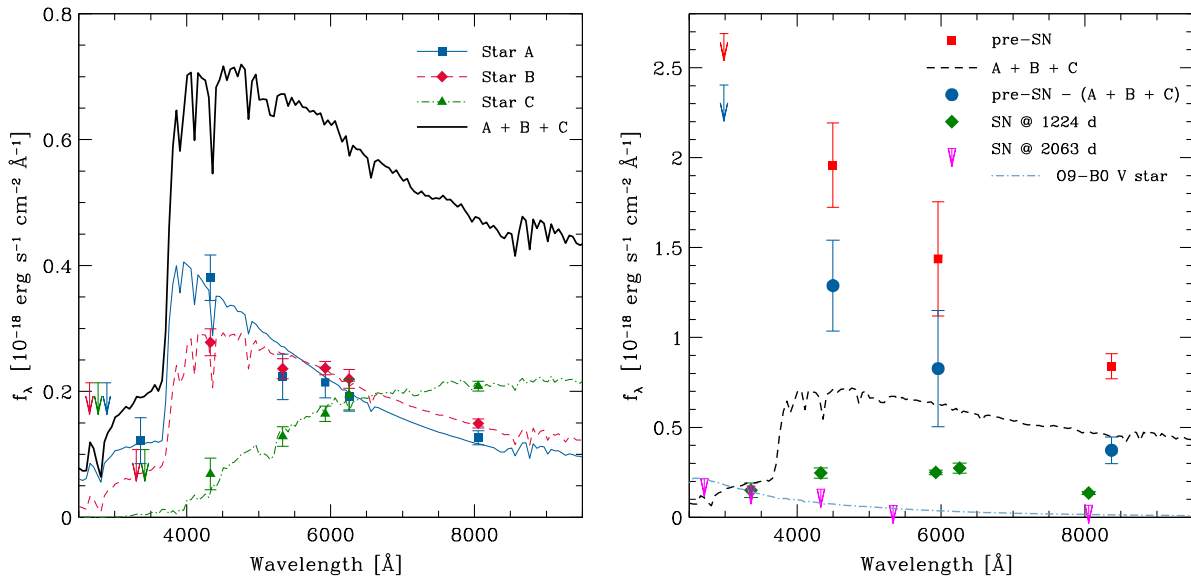 0.8
0.6
0.4
0.2
0
f_λ [10⁻¹⁸ erg s⁻¹ cm⁻² Å⁻¹]
Star A
Star B
Star C
A + B + C
4000
6000
8000
Wavelength [Å]
2.5
2
1.5
1
0.5
0
f_λ [10⁻¹⁸ erg s⁻¹ cm⁻² Å⁻¹]
pre-SN
A + B + C
pre-SN - (A + B + C)
SN @ 1224 d
SN @ 2063 d
O9-B0 V star
4000
6000
8000
Wavelength [Å]